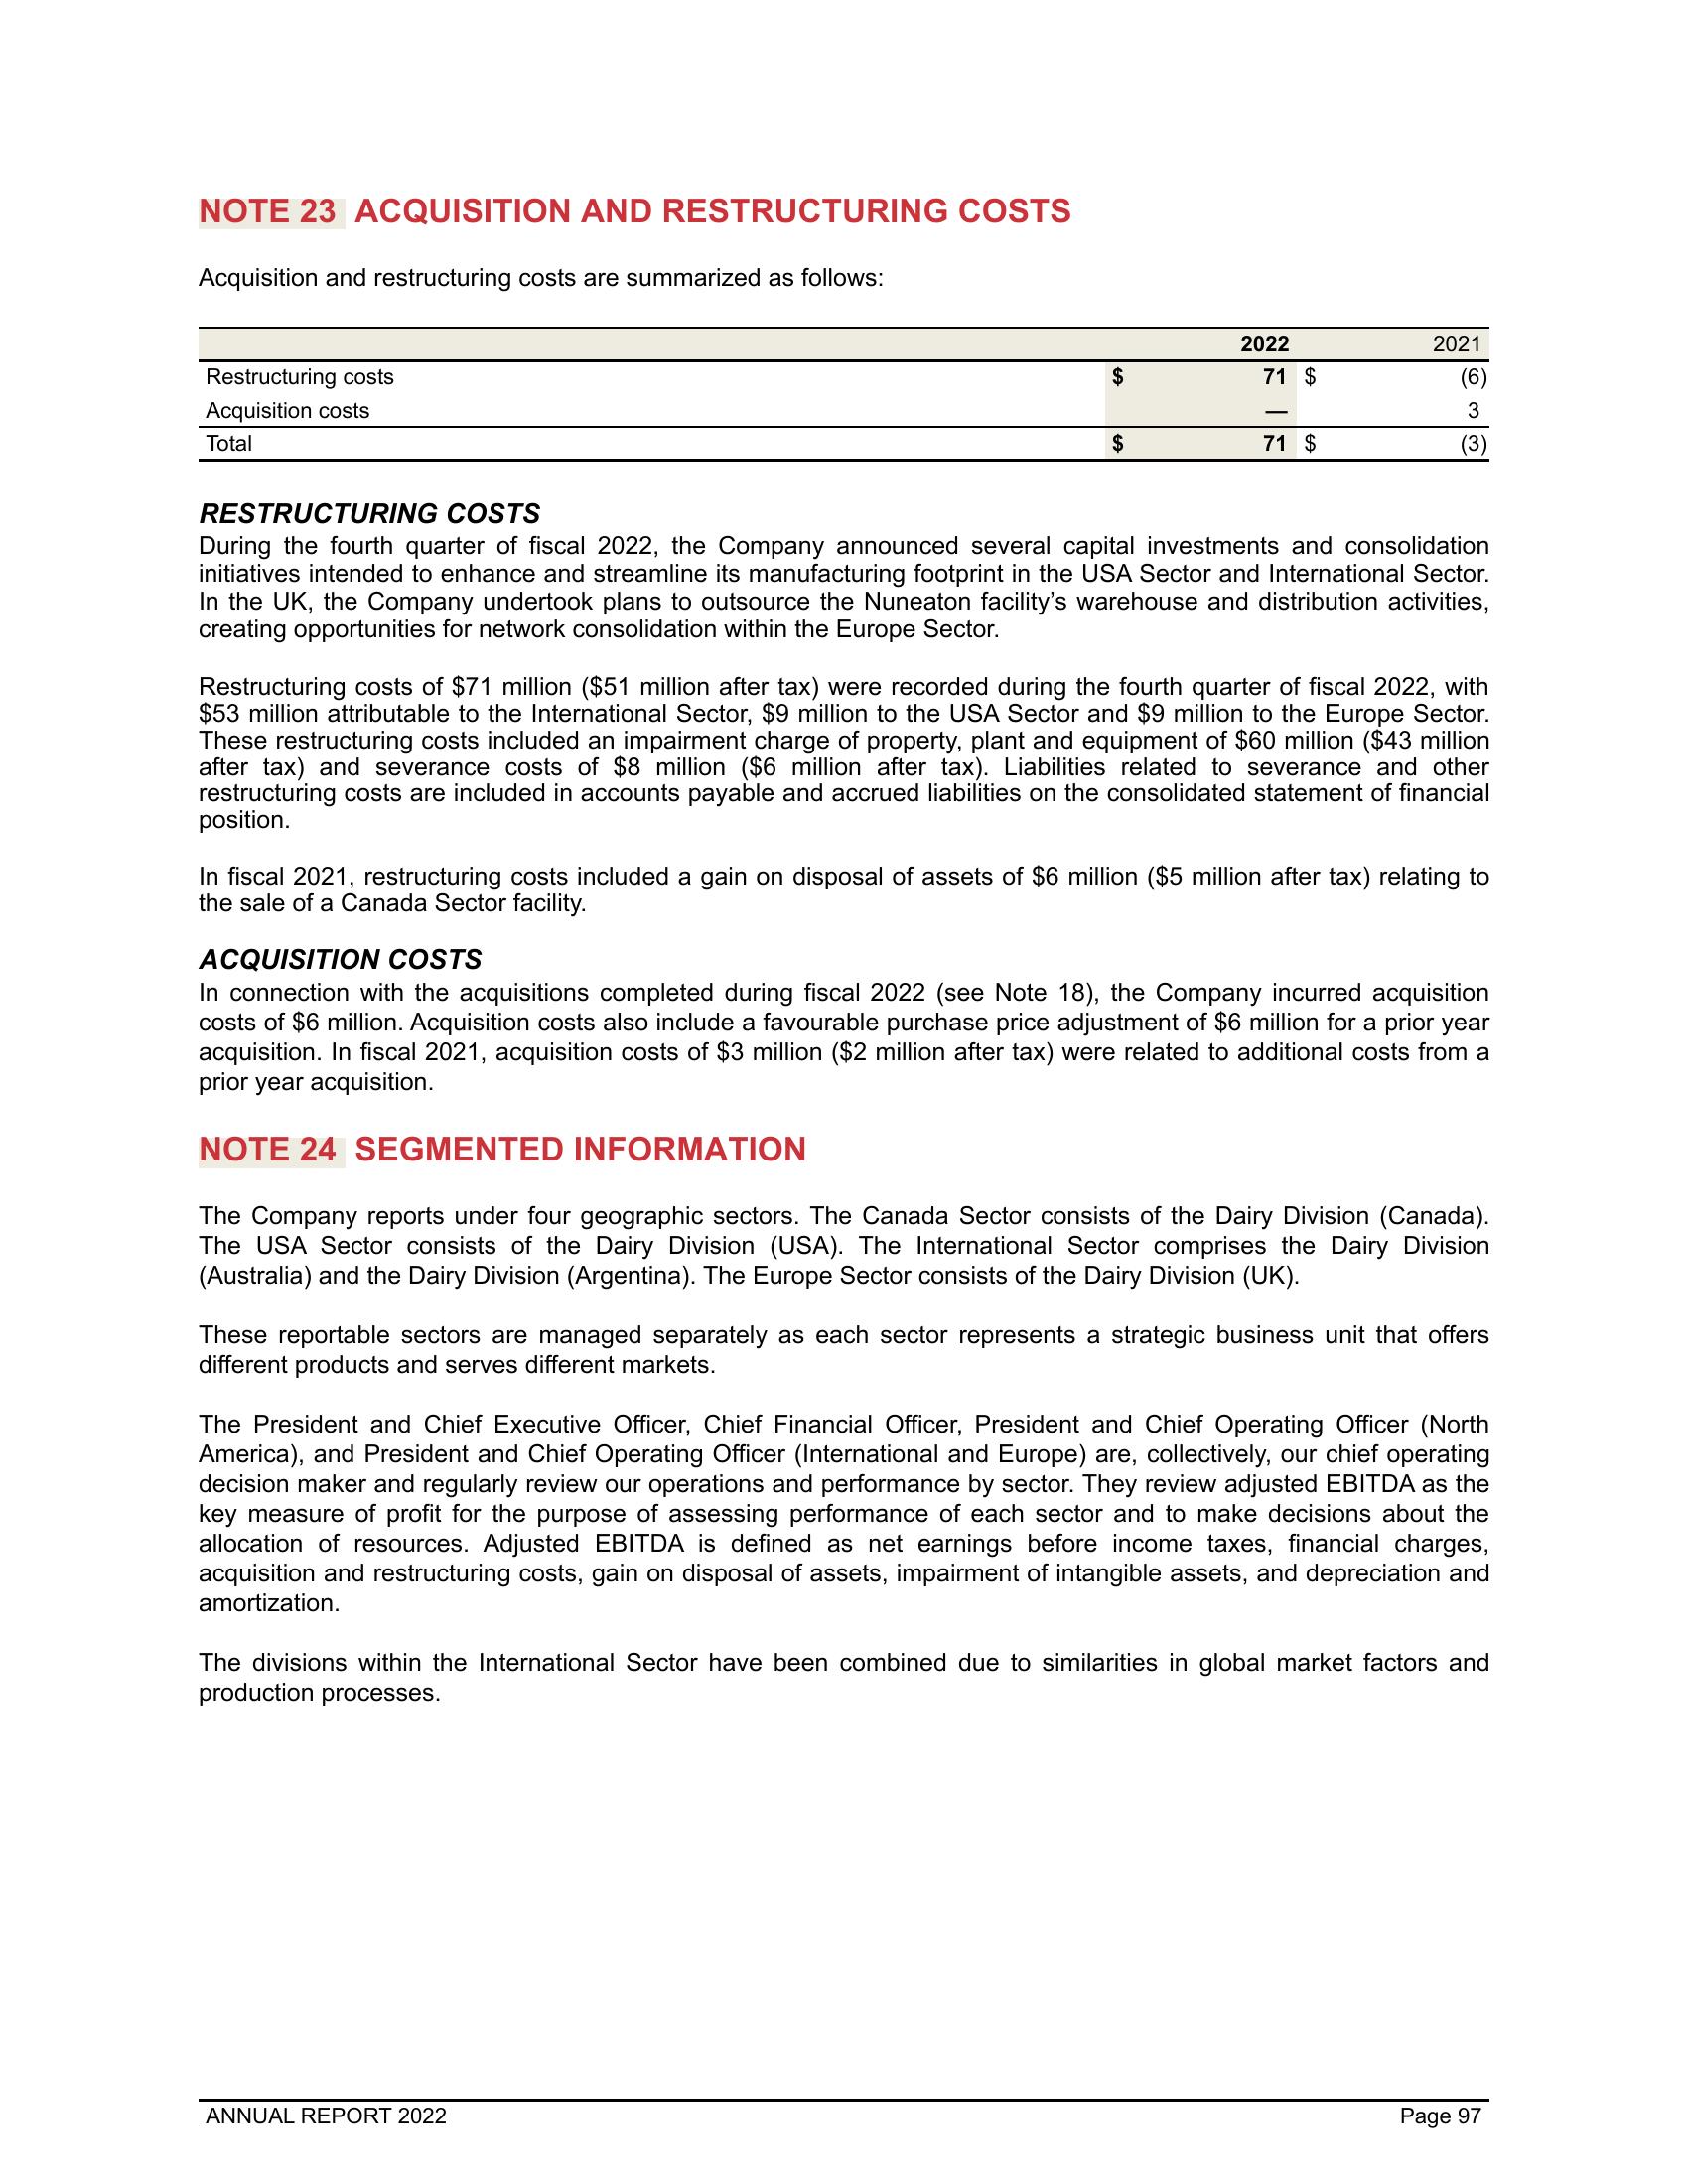 NOTE 23 ACQUISITION AND RESTRUCTURING COSTS
Acquisition and restructuring costs are summarized as follows:
2022 2021
Restructuring costs $ 71 $ (6)
Acquisition costs — 3
Total $ 71 $ (3)
RESTRUCTURING COSTS
During the fourth quarter of fiscal 2022, the Company announced several capital investments and consolidation
initiatives intended to enhance and streamline its manufacturing footprint in the USA Sector and International Sector.
In the UK, the Company undertook plans to outsource the Nuneaton facility’s warehouse and distribution activities,
creating opportunities for network consolidation within the Europe Sector.
Restructuring costs of $71 million ($51 million after tax) were recorded during the fourth quarter of fiscal 2022, with
$53 million attributable to the International Sector, $9 million to the USA Sector and $9 million to the Europe Sector.
These restructuring costs included an impairment charge of property, plant and equipment of $60 million ($43 million
after tax) and severance costs of $8 million ($6 million after tax). Liabilities related to severance and other
restructuring costs are included in accounts payable and accrued liabilities on the consolidated statement of financial
position.
In fiscal 2021, restructuring costs included a gain on disposal of assets of $6 million ($5 million after tax) relating to
the sale of a Canada Sector facility.
ACQUISITION COSTS
In connection with the acquisitions completed during fiscal 2022 (see Note 18), the Company incurred acquisition
costs of $6 million. Acquisition costs also include a favourable purchase price adjustment of $6 million for a prior year
acquisition. In fiscal 2021, acquisition costs of $3 million ($2 million after tax) were related to additional costs from a
prior year acquisition.
NOTE 24 SEGMENTED INFORMATION
The Company reports under four geographic sectors. The Canada Sector consists of the Dairy Division (Canada).
The USA Sector consists of the Dairy Division (USA). The International Sector comprises the Dairy Division
(Australia) and the Dairy Division (Argentina). The Europe Sector consists of the Dairy Division (UK).
These reportable sectors are managed separately as each sector represents a strategic business unit that offers
different products and serves different markets.
The President and Chief Executive Officer, Chief Financial Officer, President and Chief Operating Officer (North
America), and President and Chief Operating Officer (International and Europe) are, collectively, our chief operating
decision maker and regularly review our operations and performance by sector. They review adjusted EBITDA as the
key measure of profit for the purpose of assessing performance of each sector and to make decisions about the
allocation of resources. Adjusted EBITDA is defined as net earnings before income taxes, financial charges,
acquisition and restructuring costs, gain on disposal of assets, impairment of intangible assets, and depreciation and
amortization.
The divisions within the International Sector have been combined due to similarities in global market factors and
production processes.
ANNUAL REPORT 2022 Page 97